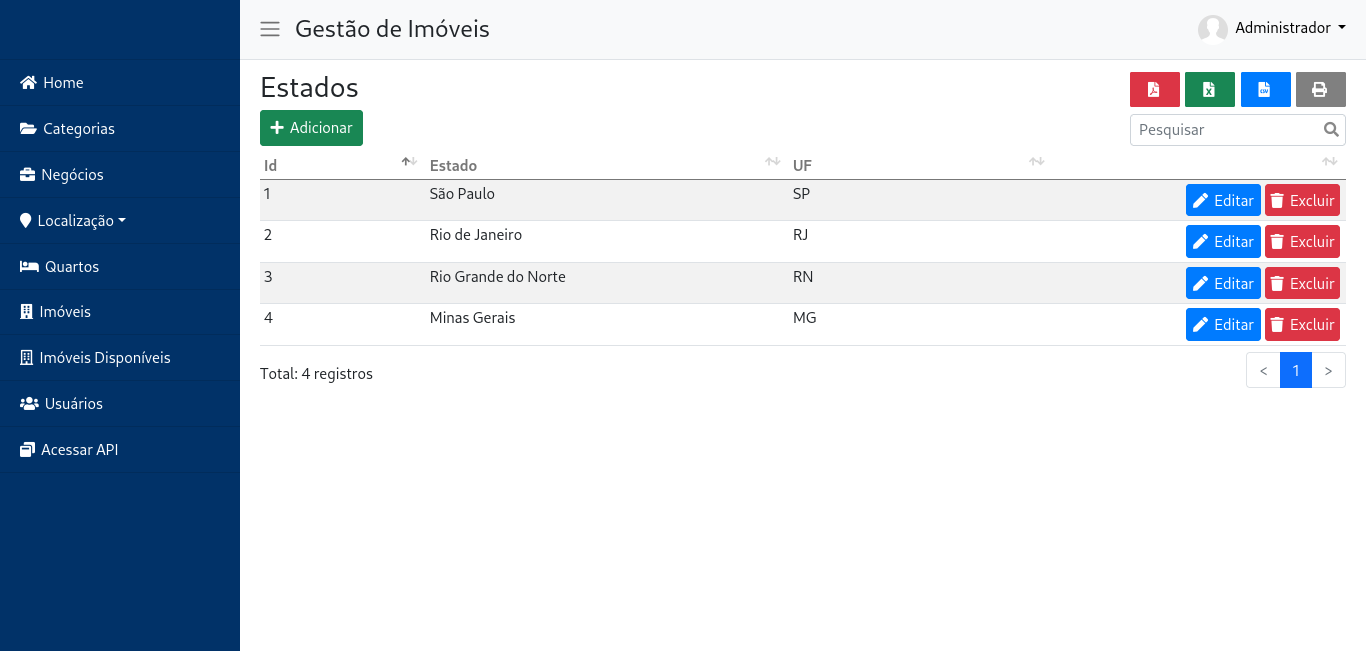 Gestão de Imóveis
Administrador
Home
Categorias
Negócios
Localização
Quartos
Imóveis
Imóveis Disponíveis
Usuários
Acessar API
Estados
Adicionar
Pesquisar
Id Estado UF
1 São Paulo SP Editar Excluir
2 Rio de Janeiro RJ Editar Excluir
3 Rio Grande do Norte RN Editar Excluir
4 Minas Gerais MG Editar Excluir
Total: 4 registros
< 1 >